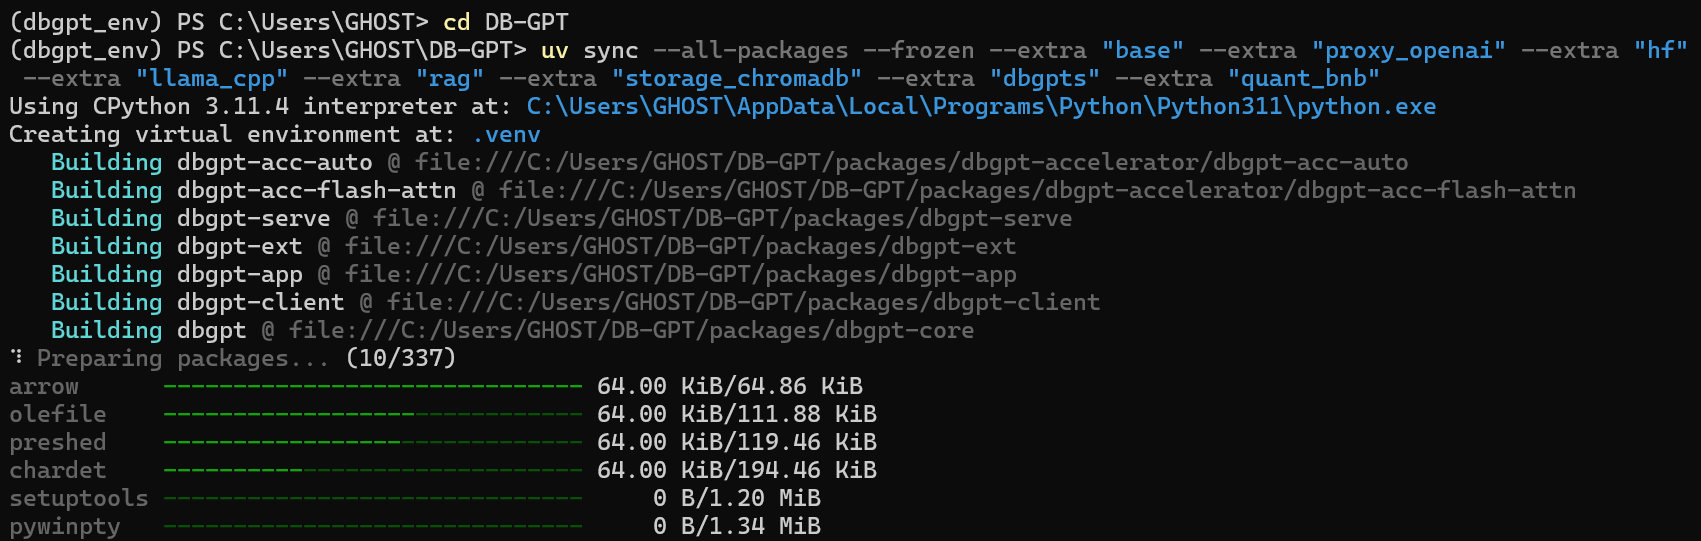 (dbgpt_env) PS C:\Users\GHOST> cd DB-GPT
(dbgpt_env) PS C:\Users\GHOST\DB-GPT> uv sync --all-packages --frozen --extra "base" --extra "proxy_openai" --extra "hf"
--extra "llama_cpp" --extra "rag" --extra "storage_chromadb" --extra "dbgpts" --extra "quant_bnb"
Using CPython 3.11.4 interpreter at: C:\Users\GHOST\AppData\Local\Programs\Python\Python311\python.exe
Creating virtual environment at: .venv
Building dbgpt-acc-auto @ file:///C:/Users/GHOST/DB-GPT/packages/dbgpt-accelerator/dbgpt-acc-auto
Building dbgpt-acc-flash-attn @ file:///C:/Users/GHOST/DB-GPT/packages/dbgpt-accelerator/dbgpt-acc-flash-attn
Building dbgpt-serve @ file:///C:/Users/GHOST/DB-GPT/packages/dbgpt-serve
Building dbgpt-ext @ file:///C:/Users/GHOST/DB-GPT/packages/dbgpt-ext
Building dbgpt-app @ file:///C:/Users/GHOST/DB-GPT/packages/dbgpt-app
Building dbgpt-client @ file:///C:/Users/GHOST/DB-GPT/packages/dbgpt-client
Building dbgpt @ file:///C:/Users/GHOST/DB-GPT/packages/dbgpt-core
⠹ Preparing packages... (10/337)
arrow ------------------------------ 64.00 KiB/64.86 KiB
olefile ------------------------------ 64.00 KiB/111.88 KiB
preshed ------------------------------ 64.00 KiB/119.46 KiB
chardet ------------------------------ 64.00 KiB/194.46 KiB
setuptools ------------------------------ 0 B/1.20 MiB
pywinpty ------------------------------ 0 B/1.34 MiB